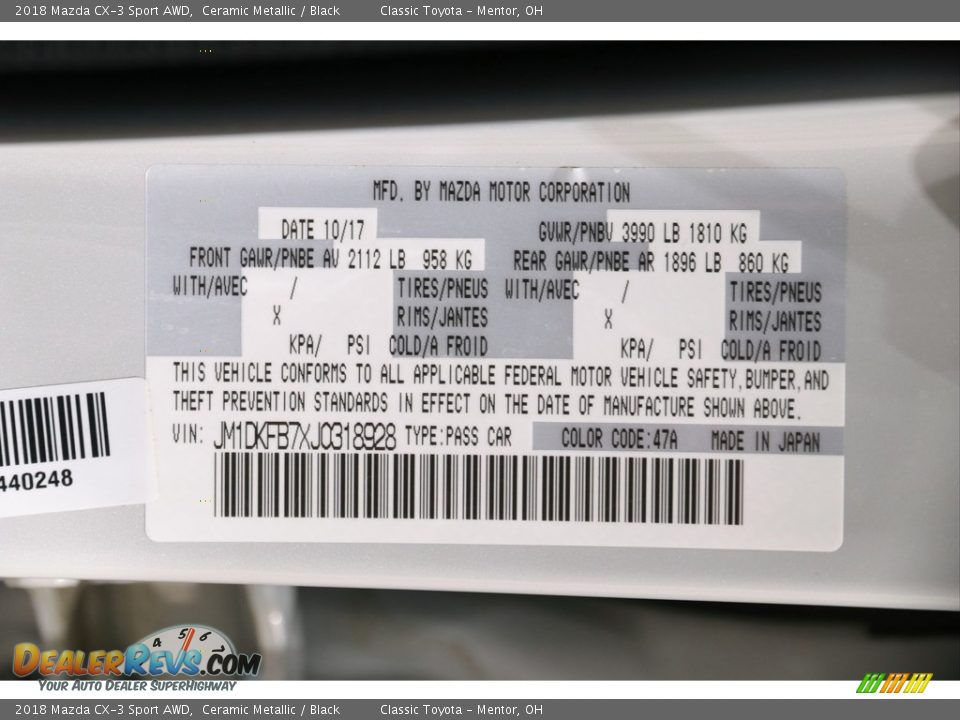 2018 Mazda CX-3 Sport AWD, Ceramic Metallic / Black Classic Toyota - Mentor, OH
MFD. BY MAZDA MOTOR CORPORATION
DATE 10/17 GVWR/PNBV 3990 LB 1810 KG
FRONT GAWR/PNBE AV 2112 LB 958 KG REAR GAWR/PNBE AR 1896 LB 860 KG
WITH/AVEC / TIRES/PNEUS WITH/AVEC / TIRES/PNEUS
X RIMS/JANTES X RIMS/JANTES
KPA/ PSI COLD/A FROID KPA/ PSI COLD/A FROID
THIS VEHICLE CONFORMS TO ALL APPLICABLE FEDERAL MOTOR VEHICLE SAFETY,BUMPER,AND
THEFT PREVENTION STANDARDS IN EFFECT ON THE DATE OF MANUFACTURE SHOWN ABOVE.
VIN: JM1DKFB7XJ0318928 TYPE:PASS CAR COLOR CODE:47A MADE IN JAPAN
440248
4 5 6
DEALERREVS.COM
YOUR AUTO DEALER SUPERHIGHWAY
2018 Mazda CX-3 Sport AWD, Ceramic Metallic / Black Classic Toyota - Mentor, OH